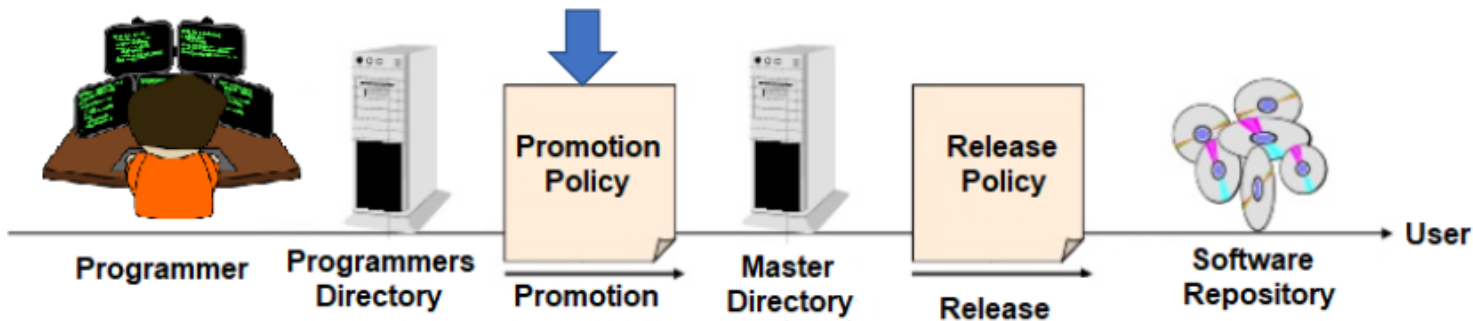 Promotion
Policy
Release
Policy
User
Programmer
Programmers
Directory
Promotion
Master
Directory
Release
Software
Repository